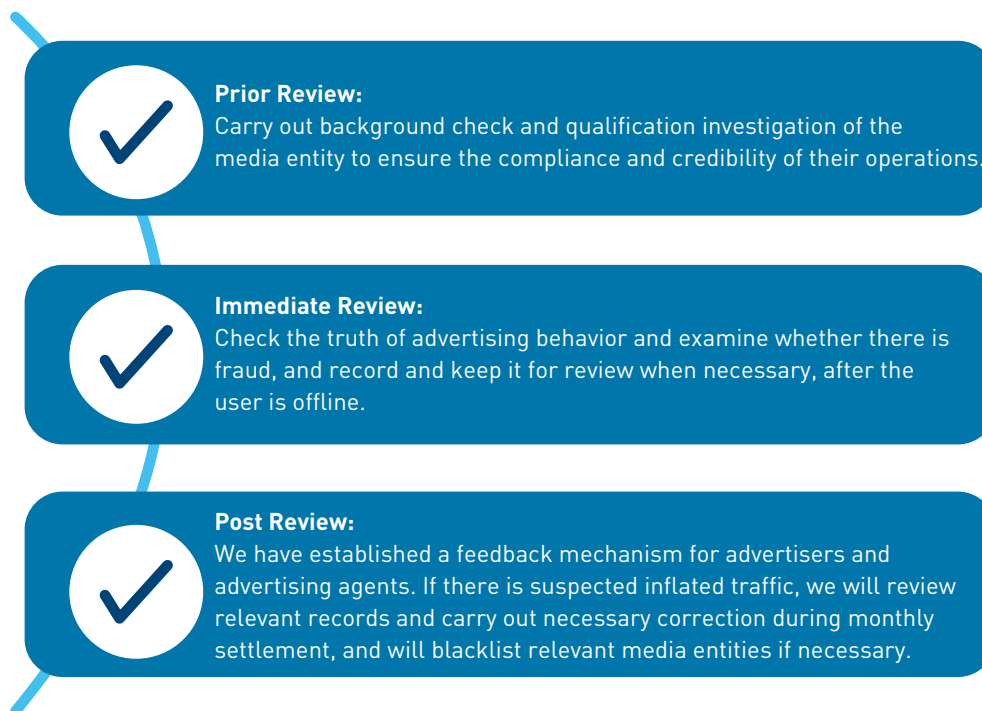 Prior Review:
Carry out background check and qualification investigation of the
media entity to ensure the compliance and credibility of their operations.
Immediate Review:
Check the truth of advertising behavior and examine whether there is
fraud, and record and keep it for review when necessary, after the
user is offline.
Post Review:
We have established a feedback mechanism for advertisers and
advertising agents. If there is suspected inflated traffic, we will review
relevant records and carry out necessary correction during monthly
settlement, and will blacklist relevant media entities if necessary.